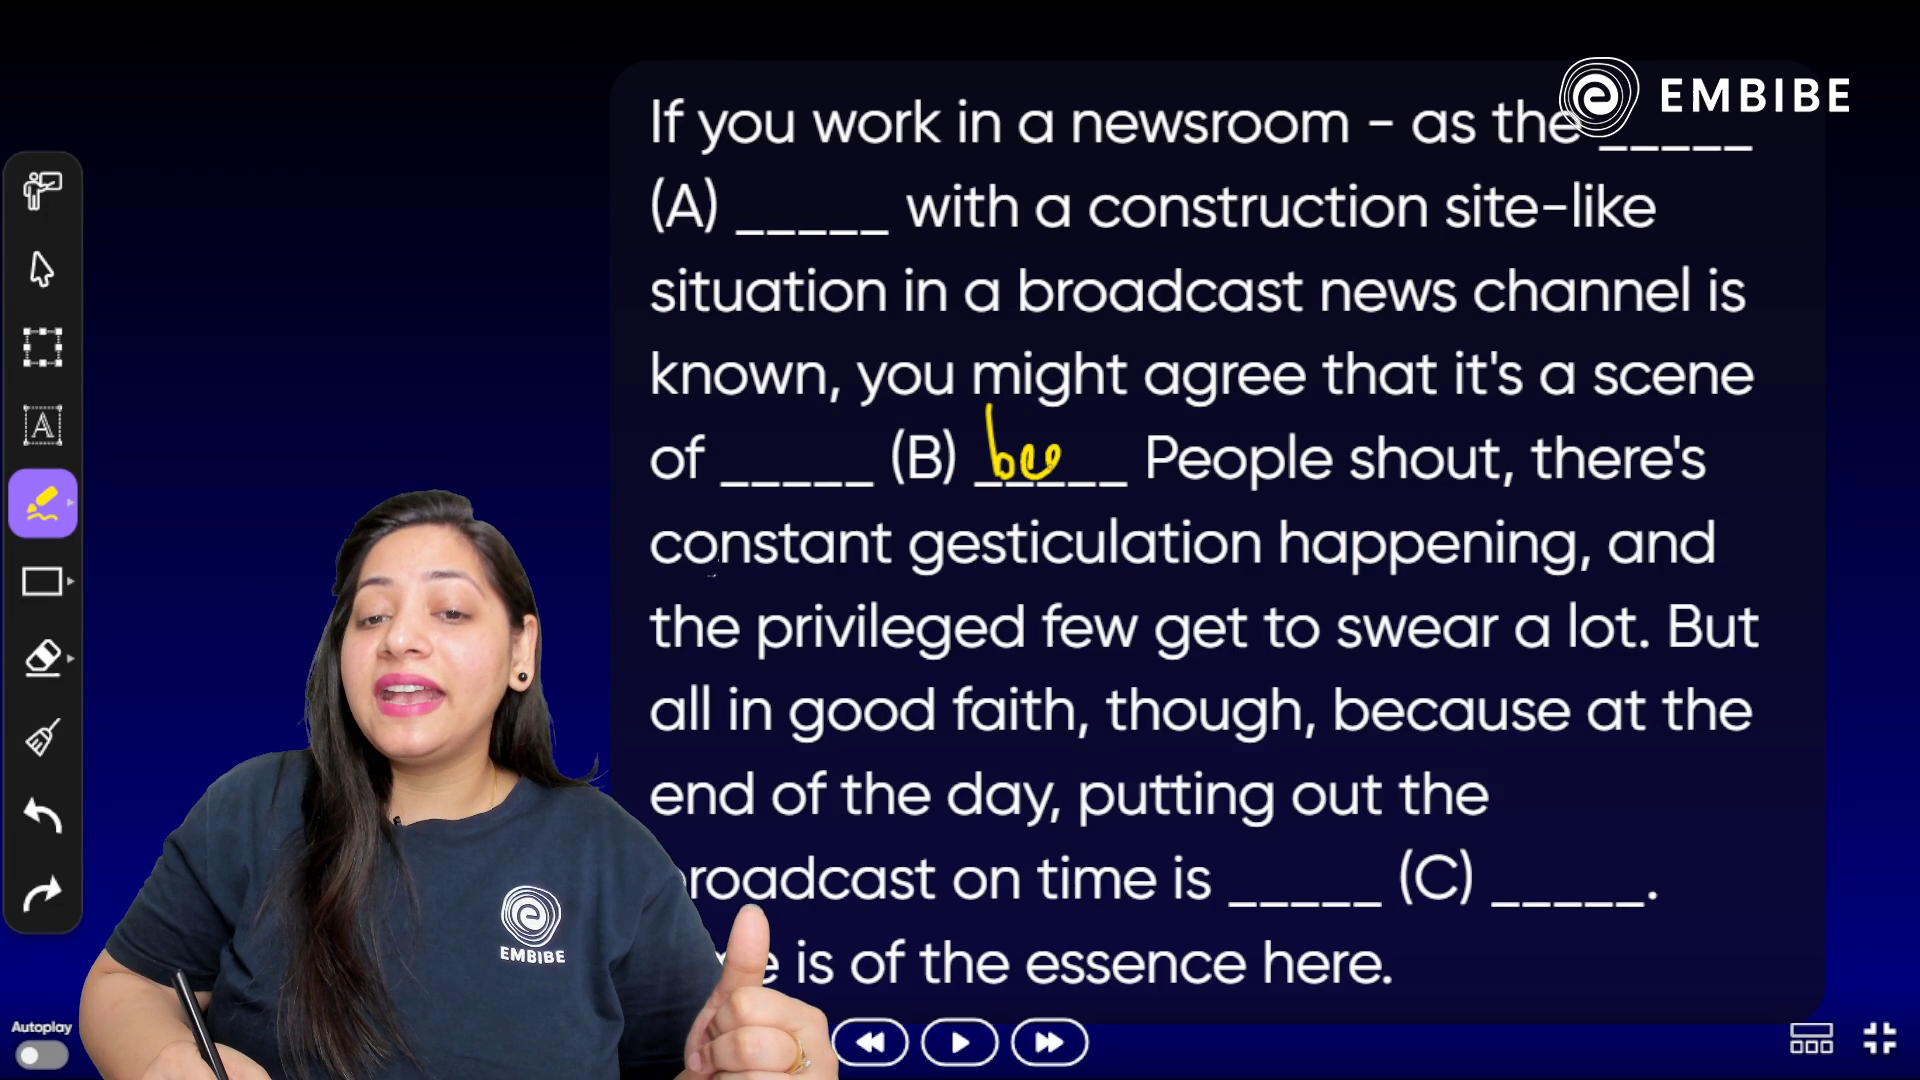 EMBIBE
If you work in a newsroom - as the _____
(A) _____ with a construction site-like
situation in a broadcast news channel is
known, you might agree that it's a scene
of _____ (B) _____ People shout, there's
bee
constant gesticulation happening, and
the privileged few get to swear a lot. But
all in good faith, though, because at the
end of the day, putting out the
roadcast on time is _____ (C) _____.
e is of the essence here.
EMBIBE
Autoplay